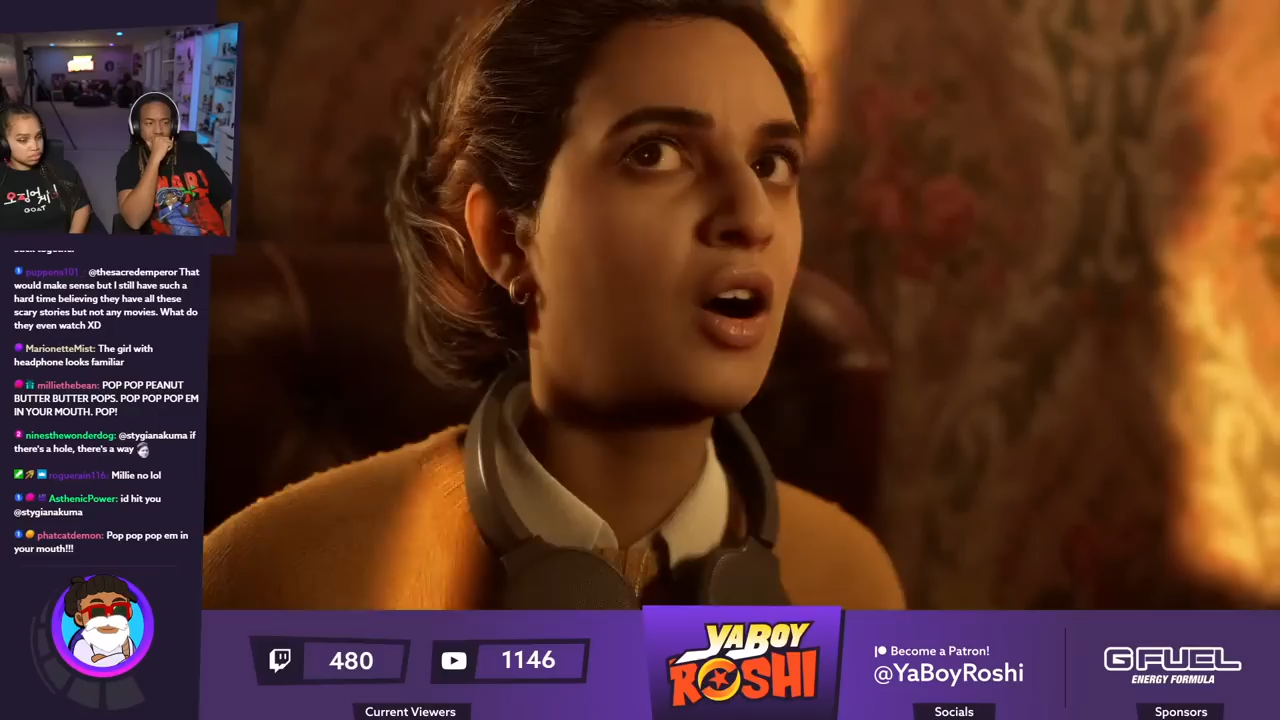 puppens101 @thesacredemperor That
would make sense but I still have such a
hard time believing they have all these
scary stories but not any movies. What do
they even watch XD
MarionetteMist: The girl with
headphone looks familiar
milliethebean: POP POP PEANUT
BUTTER BUTTER POPS. POP POP POP EM
IN YOUR MOUTH. POP!
ninesthewonderdog: @stygianakuma if
there's a hole, there's a way
roguerain116: Millie no lol
AsthenicPower: id hit you
@stygianakuma
phatcatdemon: Pop pop pop em in
your mouth!!!
GOAT
480
1146
Current Viewers
YABOY
ROSHI
Become a Patron!
@YaBoyRoshi
Socials
G FUEL
ENERGY FORMULA
Sponsors